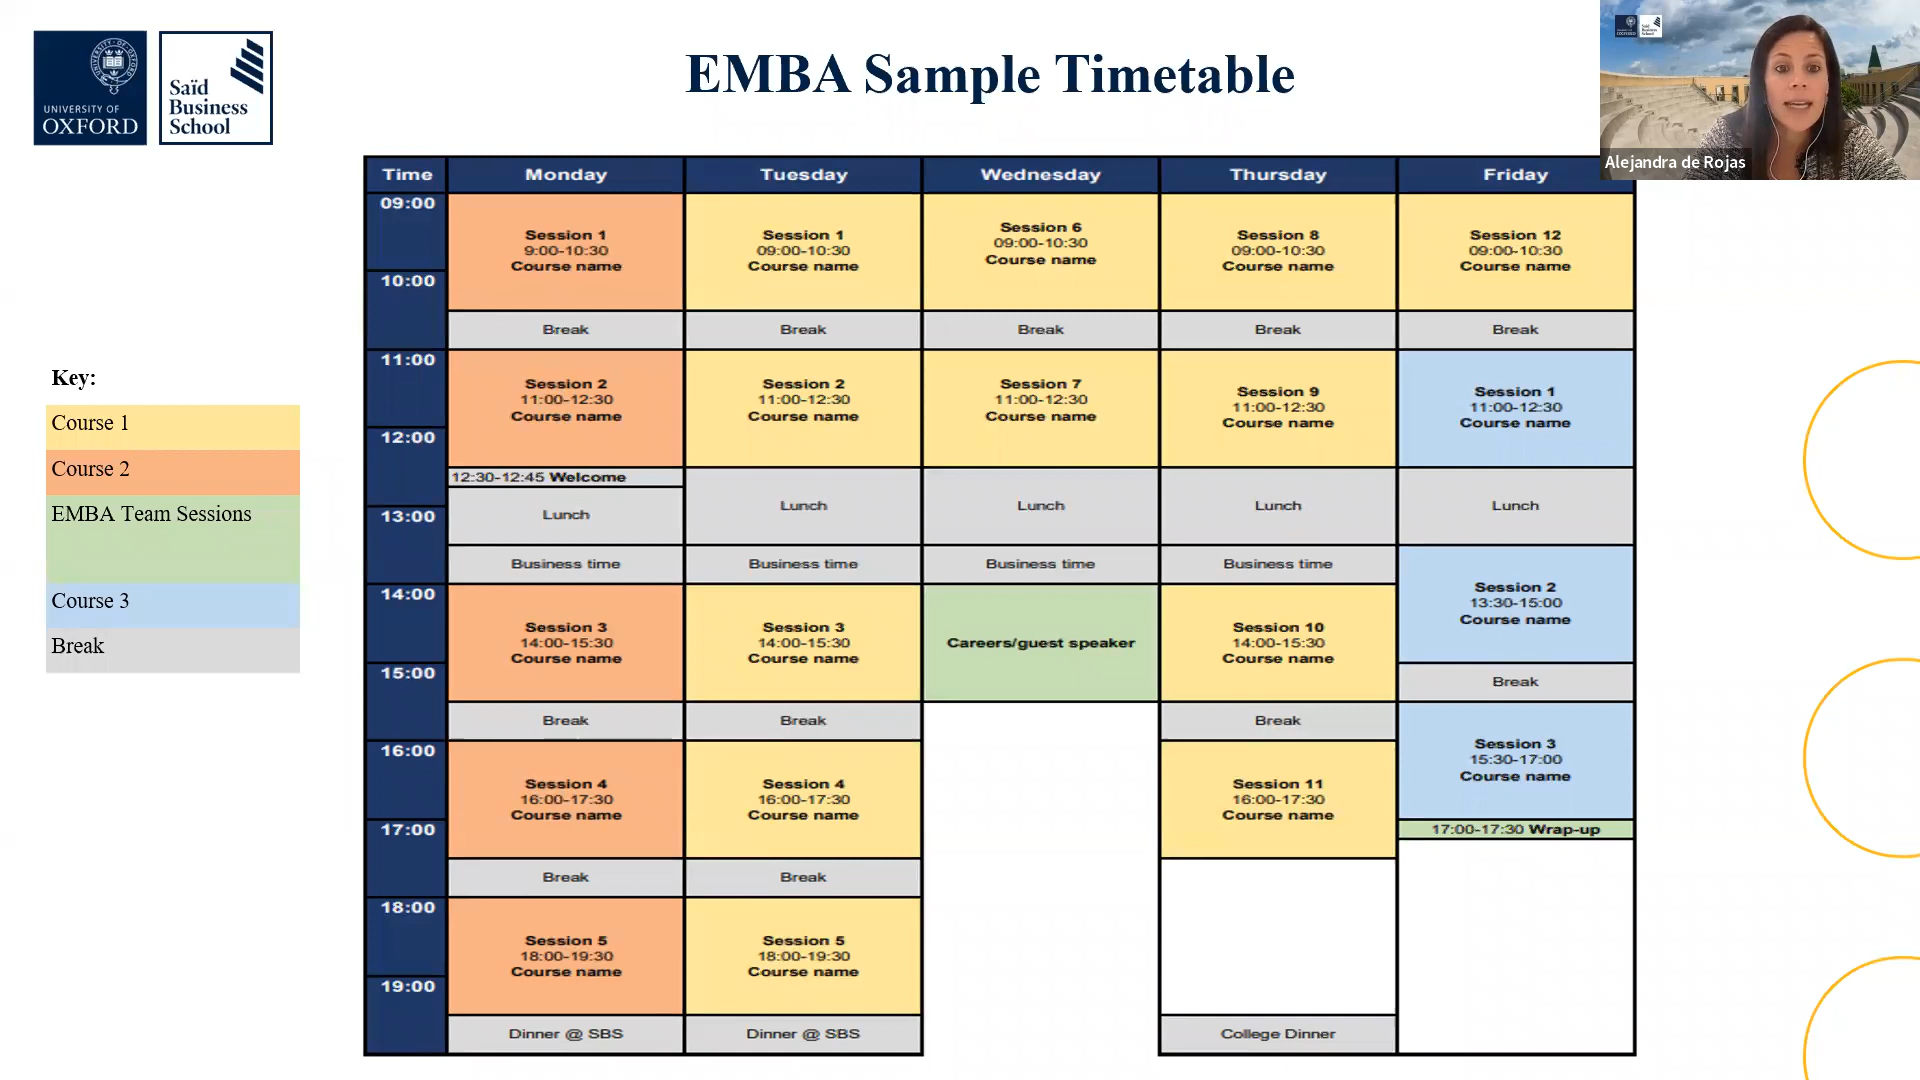 UNIVERSITY OF
OXFORD
Saïd
Business
School
EMBA Sample Timetable
Alejandra de Rojas
Key:
Course 1
Course 2
EMBA Team Sessions
Course 3
Break
Time
Monday
Tuesday
Wednesday
Thursday
Friday
09:00
10:00
11:00
12:00
13:00
14:00
15:00
16:00
17:00
18:00
19:00
Session 1
9:00-10:30
Course name
Break
Session 2
11:00-12:30
Course name
12:30-12:45 Welcome
Lunch
Business time
Session 3
14:00-15:30
Course name
Break
Session 4
16:00-17:30
Course name
Break
Session 5
18:00-19:30
Course name
Dinner @ SBS
Session 1
09:00-10:30
Course name
Break
Session 2
11:00-12:30
Course name
Lunch
Business time
Session 3
14:00-15:30
Course name
Break
Session 4
16:00-17:30
Course name
Break
Session 5
18:00-19:30
Course name
Dinner @ SBS
Session 6
09:00-10:30
Course name
Break
Session 7
11:00-12:30
Course name
Lunch
Business time
Careers/guest speaker
Session 8
09:00-10:30
Course name
Break
Session 9
11:00-12:30
Course name
Lunch
Business time
Session 10
14:00-15:30
Course name
Break
Session 11
16:00-17:30
Course name
College Dinner
Session 12
09:00-10:30
Course name
Break
Session 1
11:00-12:30
Course name
Lunch
Session 2
13:30-15:00
Course name
Break
Session 3
15:30-17:00
Course name
17:00-17:30 Wrap-up